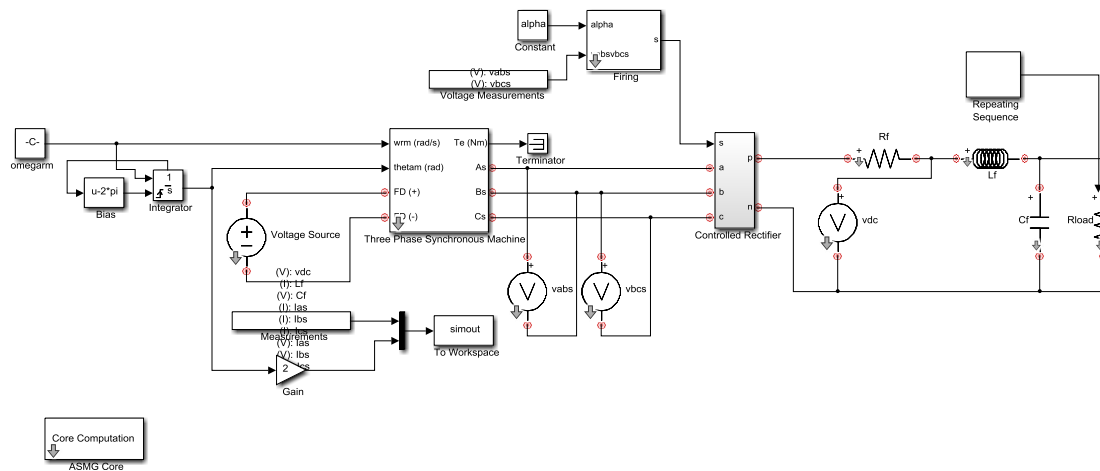 alpha
Constant
alpha
s
Firing
(V): vabs
(V): vbcs
Voltage Measurements
Repeating
Sequence
-C-
omegarm
u-2*pi
Bias
1
s
Integrator
wrm (rad/s)
thetam (rad)
FD (+)
Te (Nm)
As
Bs
Cs
Three Phase Synchronous Machine
Terminator
s
a
b
c
p
n
Controlled Rectifier
Rf
+
+
Lf
+
vdc
+
Cf
Rload
+
Voltage Source
+
V
vabs
+
V
vbcs
V
(V): vdc
(I): Lf
(V): Cf
(I): Ias
(I): Ibs
Measurements
(V): Ias
(V): Ibs
2
Gain
simout
To Workspace
Core Computation
ASMG Core